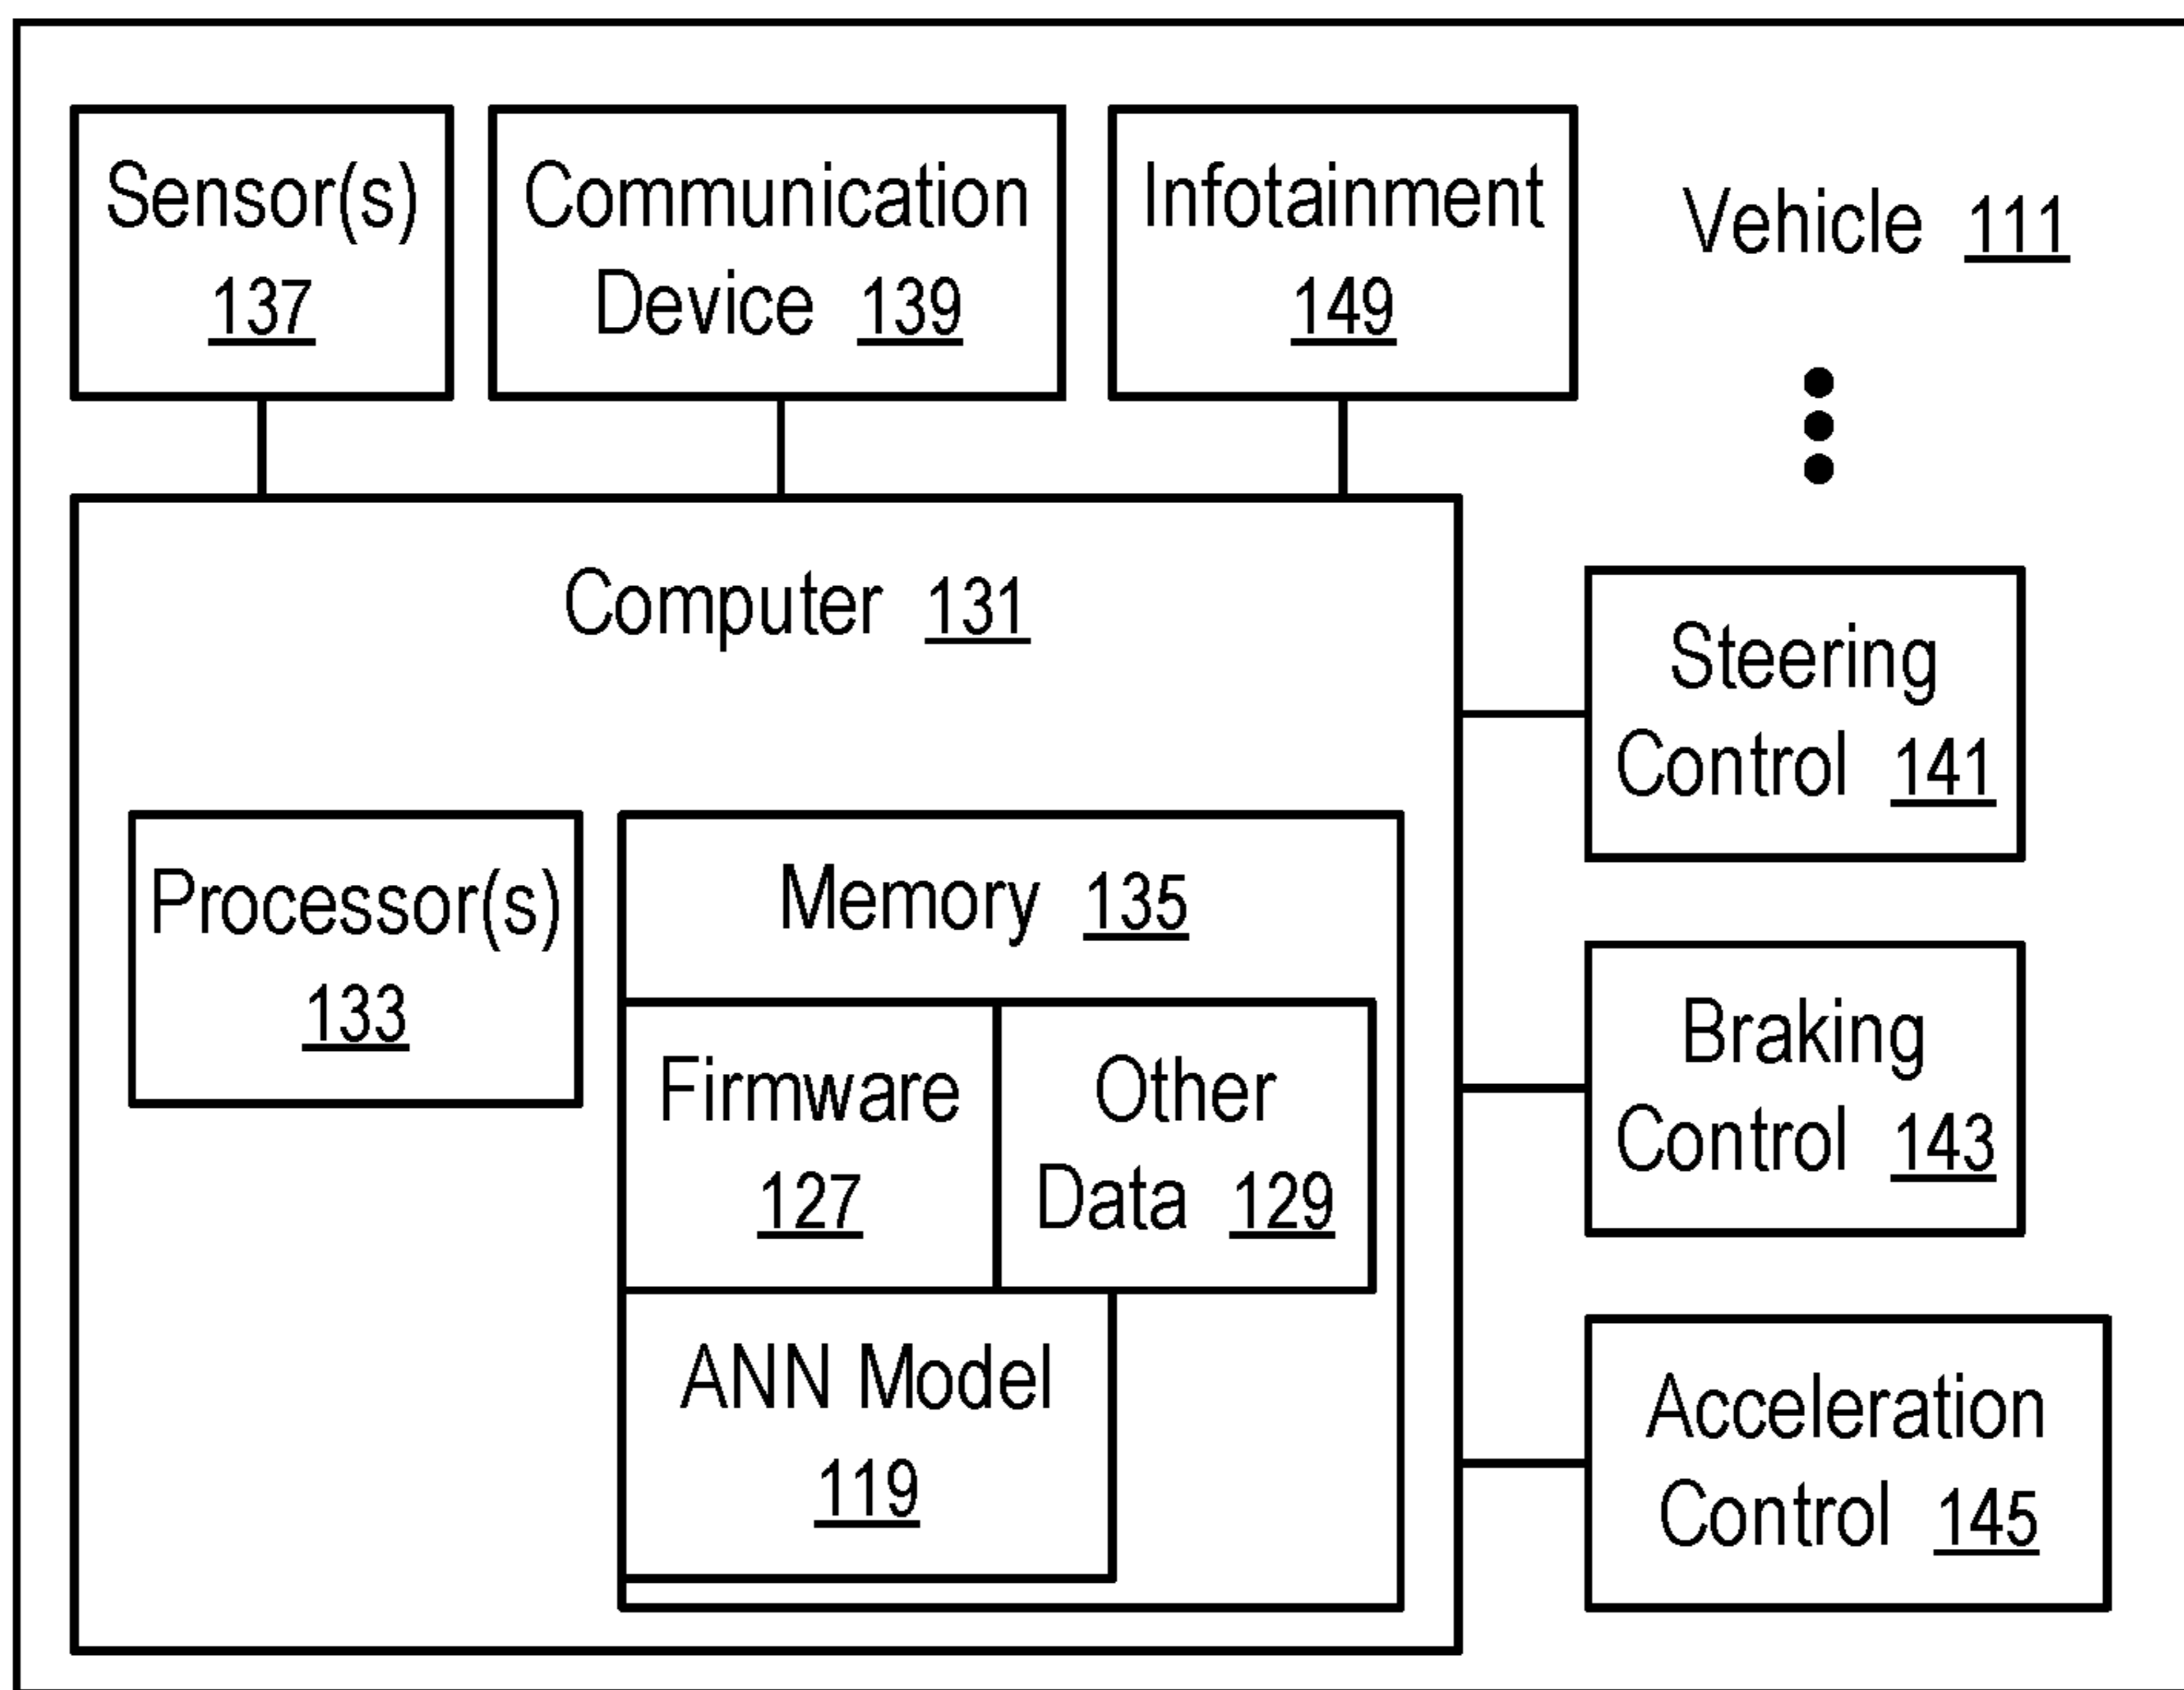 Sensor(s)
137
Communication
Device 139
Infotainment
149
Vehicle 111
Computer 131
Steering
Control 141
Processor(s)
133
Memory 135
Firmware
127
Other
Data 129
ANN Model
119
Braking
Control 143
Acceleration
Control 145